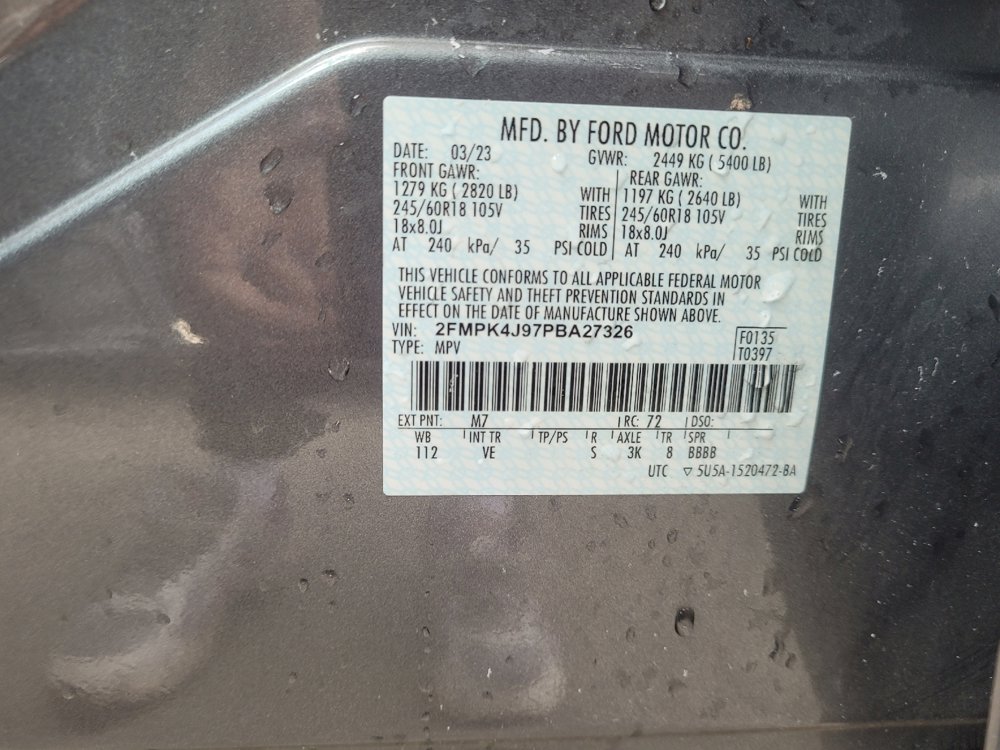 MFD. BY FORD MOTOR CO.
DATE: 03/23 GVWR: 2449 KG ( 5400 LB)
FRONT GAWR: REAR GAWR:
1279 KG ( 2820 LB) WITH 1197 KG ( 2640 LB) WITH
245/60R18 105V TIRES 245/60R18 105V TIRES
18x8.0J RIMS 18x8.0J RIMS
AT 240 kPa/ 35 PSI COLD AT 240 kPa/ 35 PSI COLD
THIS VEHICLE CONFORMS TO ALL APPLICABLE FEDERAL MOTOR
VEHICLE SAFETY AND THEFT PREVENTION STANDARDS IN
EFFECT ON THE DATE OF MANUFACTURE SHOWN ABOVE.
VIN: 2FMPK4J97PBA27326 F0135
TYPE: MPV T0397
EXT PNT: M7 RC: 72 DSO:
WB INT TR TP/PS R AXLE TR SPR
112 VE S 3K 8 BBBB
UTC ▽ 5U5A-1520472-BA